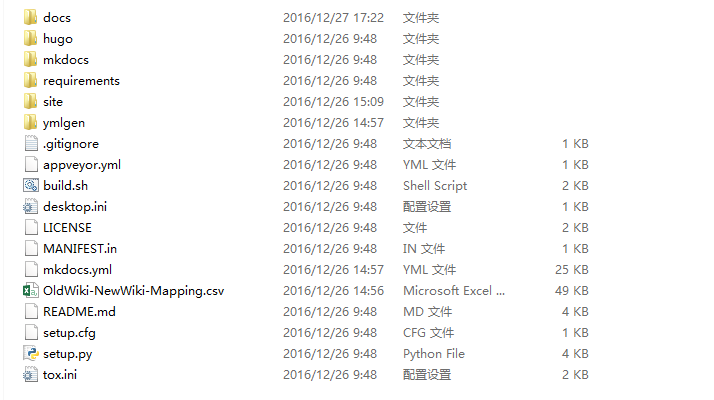 docs 2016/12/27 17:22 文件夹
hugo 2016/12/26 9:48 文件夹
mkdocs 2016/12/26 9:48 文件夹
requirements 2016/12/26 9:48 文件夹
site 2016/12/26 15:09 文件夹
ymlgen 2016/12/26 14:57 文件夹
.gitignore 2016/12/26 9:48 文本文档 1 KB
appveyor.yml 2016/12/26 9:48 YML 文件 1 KB
build.sh 2016/12/26 9:48 Shell Script 2 KB
desktop.ini 2016/12/26 9:48 配置设置 1 KB
LICENSE 2016/12/26 9:48 文件 2 KB
MANIFEST.in 2016/12/26 9:48 IN 文件 1 KB
mkdocs.yml 2016/12/26 14:57 YML 文件 25 KB
OldWiki-NewWiki-Mapping.csv 2016/12/26 14:56 Microsoft Excel ... 49 KB
README.md 2016/12/26 9:48 MD 文件 4 KB
setup.cfg 2016/12/26 9:48 CFG 文件 1 KB
setup.py 2016/12/26 9:48 Python File 4 KB
tox.ini 2016/12/26 9:48 配置设置 2 KB